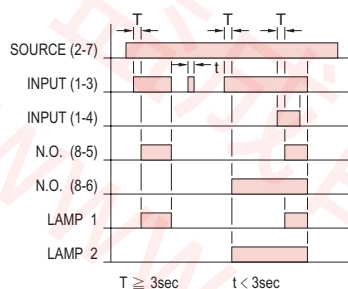 T T T
SOURCE (2-7)
INPUT (1-3) t
INPUT (1-4)
N.O. (8-5)
N.O. (8-6)
LAMP 1
LAMP 2
T ≧ 3sec t < 3sec